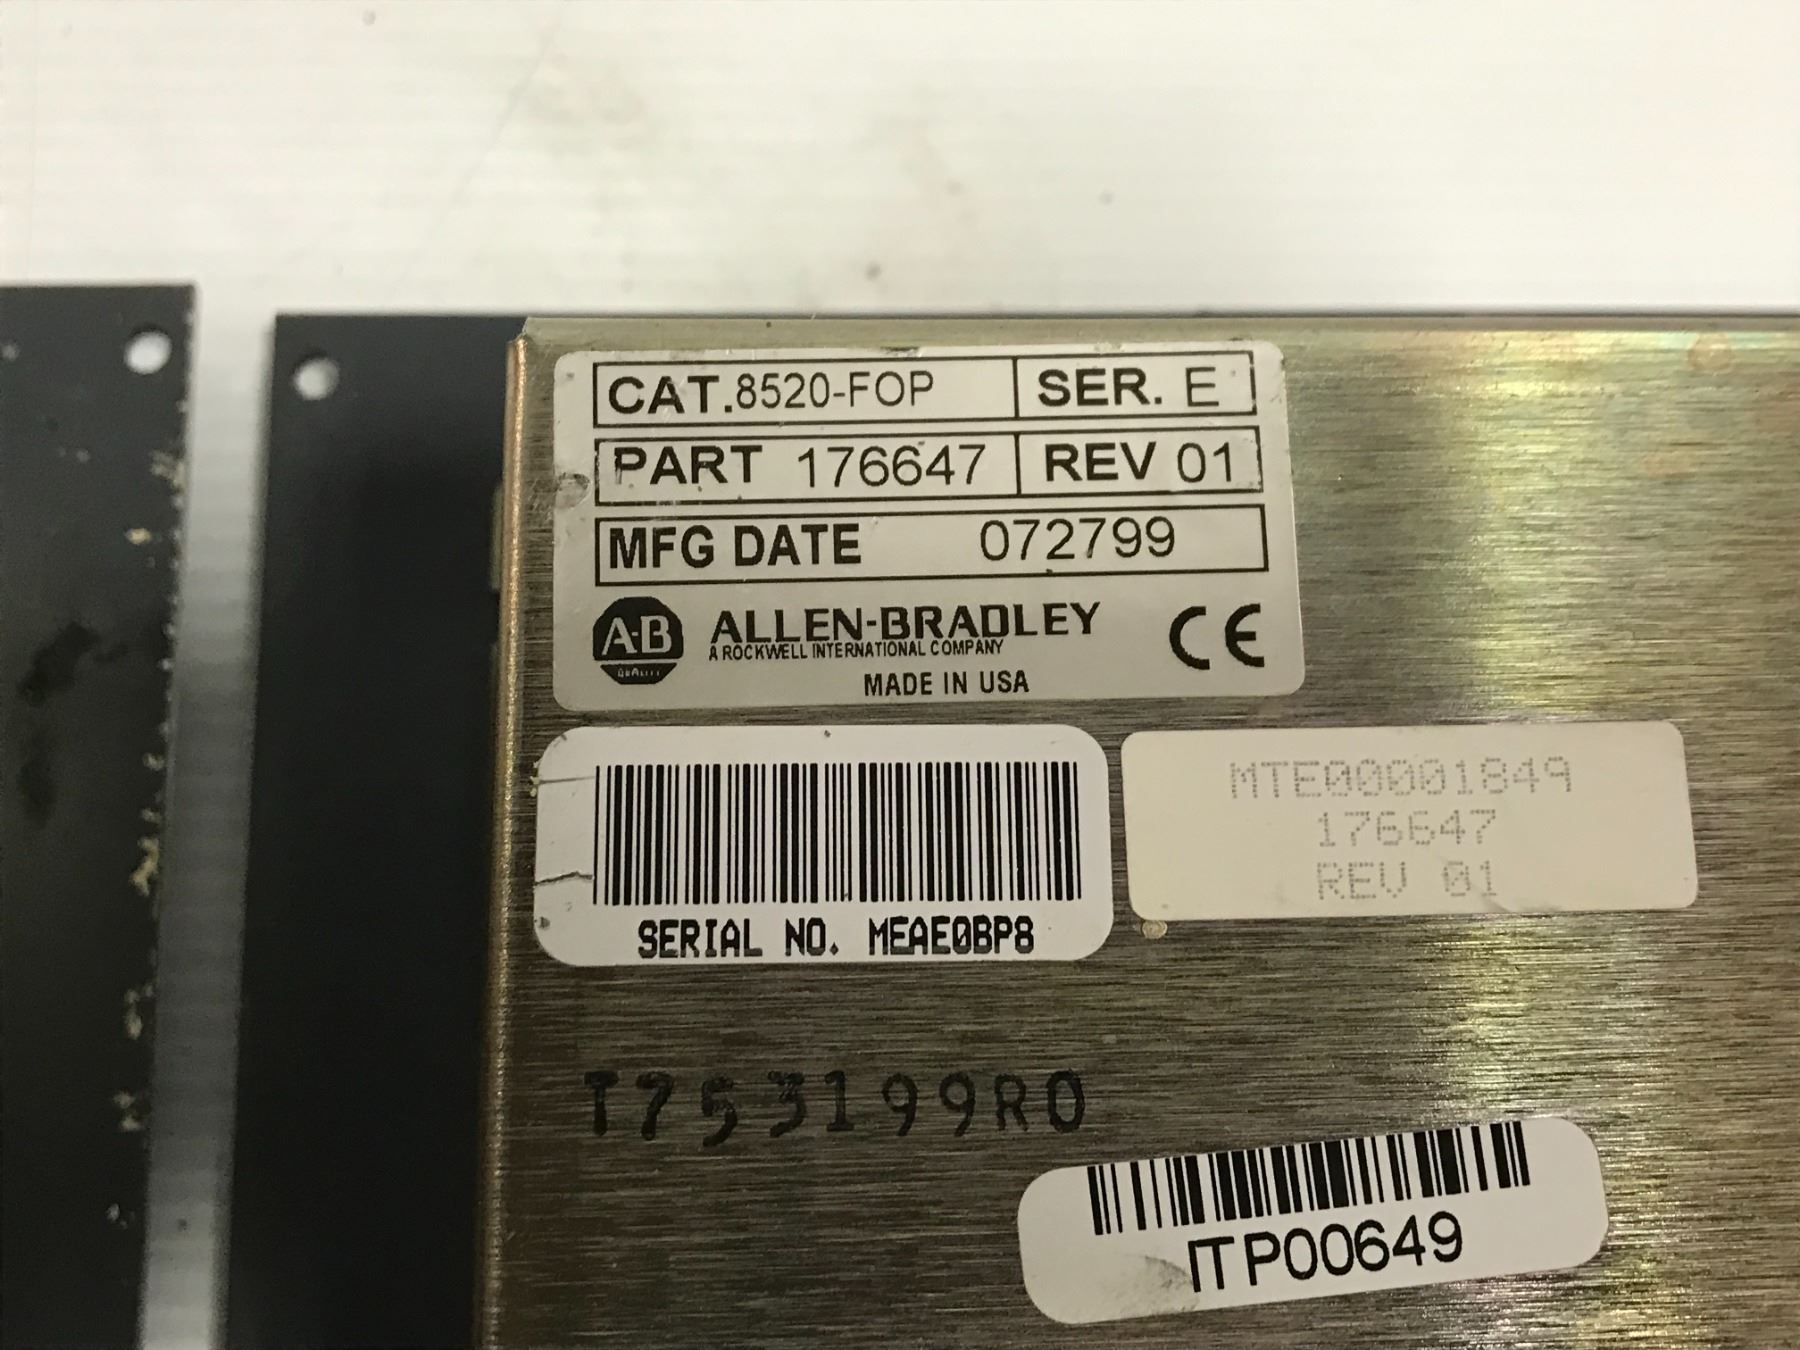 CAT. 8520-FOP SER. E
PART 176647 REV 01
MFG DATE 072799
A-B
QUALITY
ALLEN-BRADLEY
A ROCKWELL INTERNATIONAL COMPANY
CE
MADE IN USA
SERIAL NO. MEAE0BP8
MTE00001849
176647
REV 01
T753199R0
ITP00649